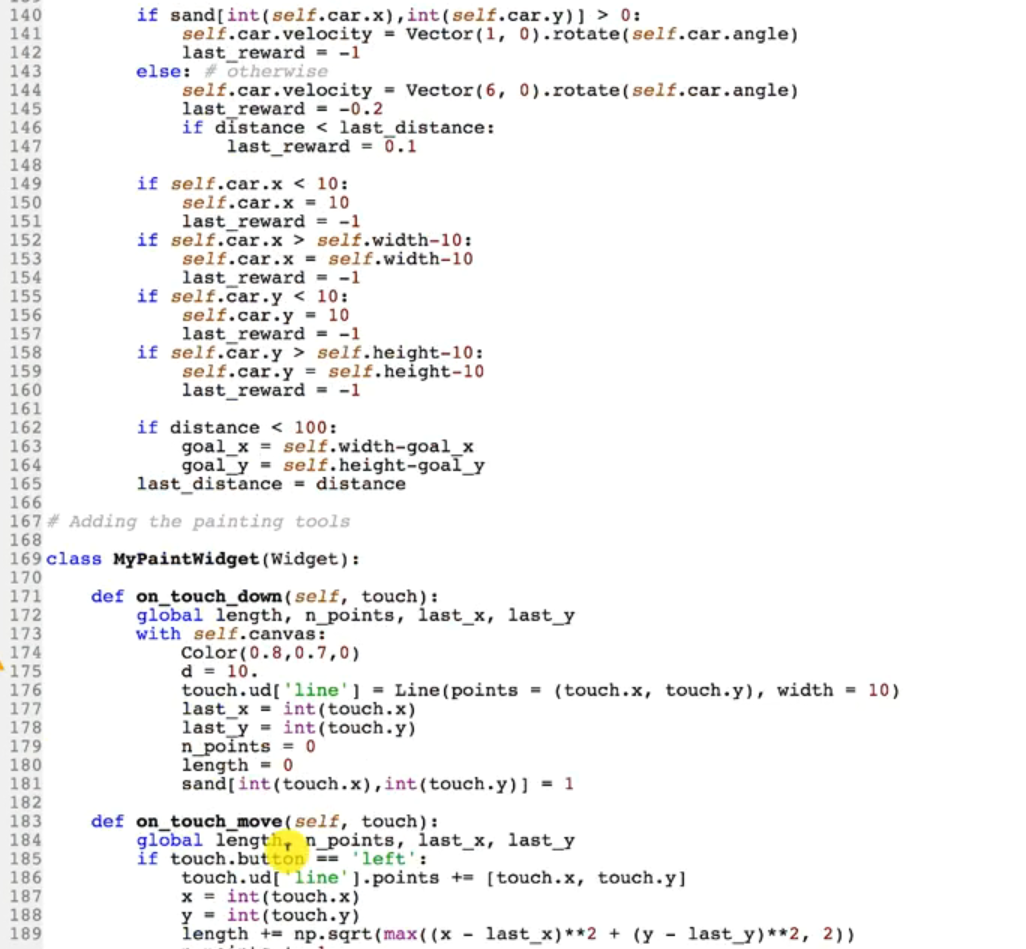 140 if sand[int(self.car.x),int(self.car.y)] > 0:
141 self.car.velocity = Vector(1, 0).rotate(self.car.angle)
142 last_reward = -1
143 else: # otherwise
144 self.car.velocity = Vector(6, 0).rotate(self.car.angle)
145 last_reward = -0.2
146 if distance < last_distance:
147 last_reward = 0.1
148
149 if self.car.x < 10:
150 self.car.x = 10
151 last_reward = -1
152 if self.car.x > self.width-10:
153 self.car.x = self.width-10
154 last_reward = -1
155 if self.car.y < 10:
156 self.car.y = 10
157 last_reward = -1
158 if self.car.y > self.height-10:
159 self.car.y = self.height-10
160 last_reward = -1
161
162 if distance < 100:
163 goal_x = self.width-goal_x
164 goal_y = self.height-goal_y
165 last_distance = distance
166
167 # Adding the painting tools
168
169 class MyPaintWidget(Widget):
170
171 def on_touch_down(self, touch):
172 global length, n_points, last_x, last_y
173 with self.canvas:
174 Color(0.8,0.7,0)
175 d = 10.
176 touch.ud['line'] = Line(points = (touch.x, touch.y), width = 10)
177 last_x = int(touch.x)
178 last_y = int(touch.y)
179 n_points = 0
180 length = 0
181 sand[int(touch.x),int(touch.y)] = 1
182
183 def on_touch_move(self, touch):
184 global length, n_points, last_x, last_y
185 if touch.button == 'left':
186 touch.ud['line'].points += [touch.x, touch.y]
187 x = int(touch.x)
188 y = int(touch.y)
189 length += np.sqrt(max((x - last_x)**2 + (y - last_y)**2, 2))